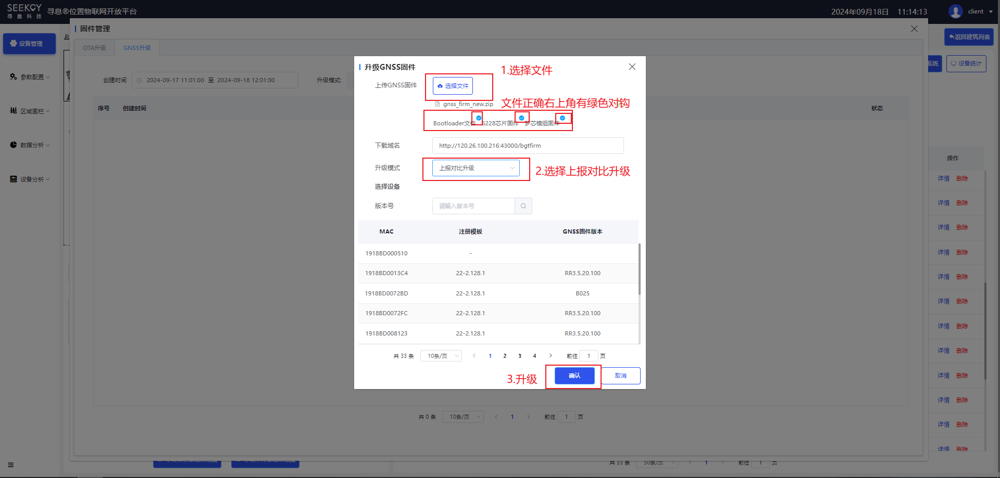 SEEKCY
寻息科技
寻息®位置物联网开放平台
2024年09月18日 11:14:13
client
固件管理
设备管理
返回建筑列表
OTA升级
GNSS升级
系统
设备统计
参数配置
区域围栏
数据分析
设备分析
创建时间
2024-09-17 11:01:00 至 2024-09-18 12:01:00
升级模式:
序号
创建时间
状态
升级GNSS固件
1.选择文件
上传GNSS固件
选择文件
文件正确右上角有绿色对钩
gnss_firm_new.zip
Bootloader文件
6228芯片固件
梦芯模组固件
下载域名
http://120.26.100.216:43000/bgtfirm
升级模式
上报对比升级
2.选择上报对比升级
选择设备
版本号
请输入版本号
MAC 注册模板 GNSS固件版本
1918BD000510 -
1918BD0013C4 22-2.128.1 RR3.5.20.100
1918BD0072BD 22-2.128.1 B025
1918BD0072FC 22-2.128.1 RR3.5.20.100
1918BD008123 22-2.128.1 RR3.5.20.100
共 33 条 10条/页 1 2 3 4 前往 1 页
3.升级
确认
取消
操作
详情 删除
详情 删除
详情 删除
详情 删除
详情 删除
详情 删除
详情 删除
详情 删除
详情 删除
详情 删除
详情 删除
详情 删除
共 0 条 10条/页 1 前往 1 页
共 33 条 50条/页 1 前往 1 页